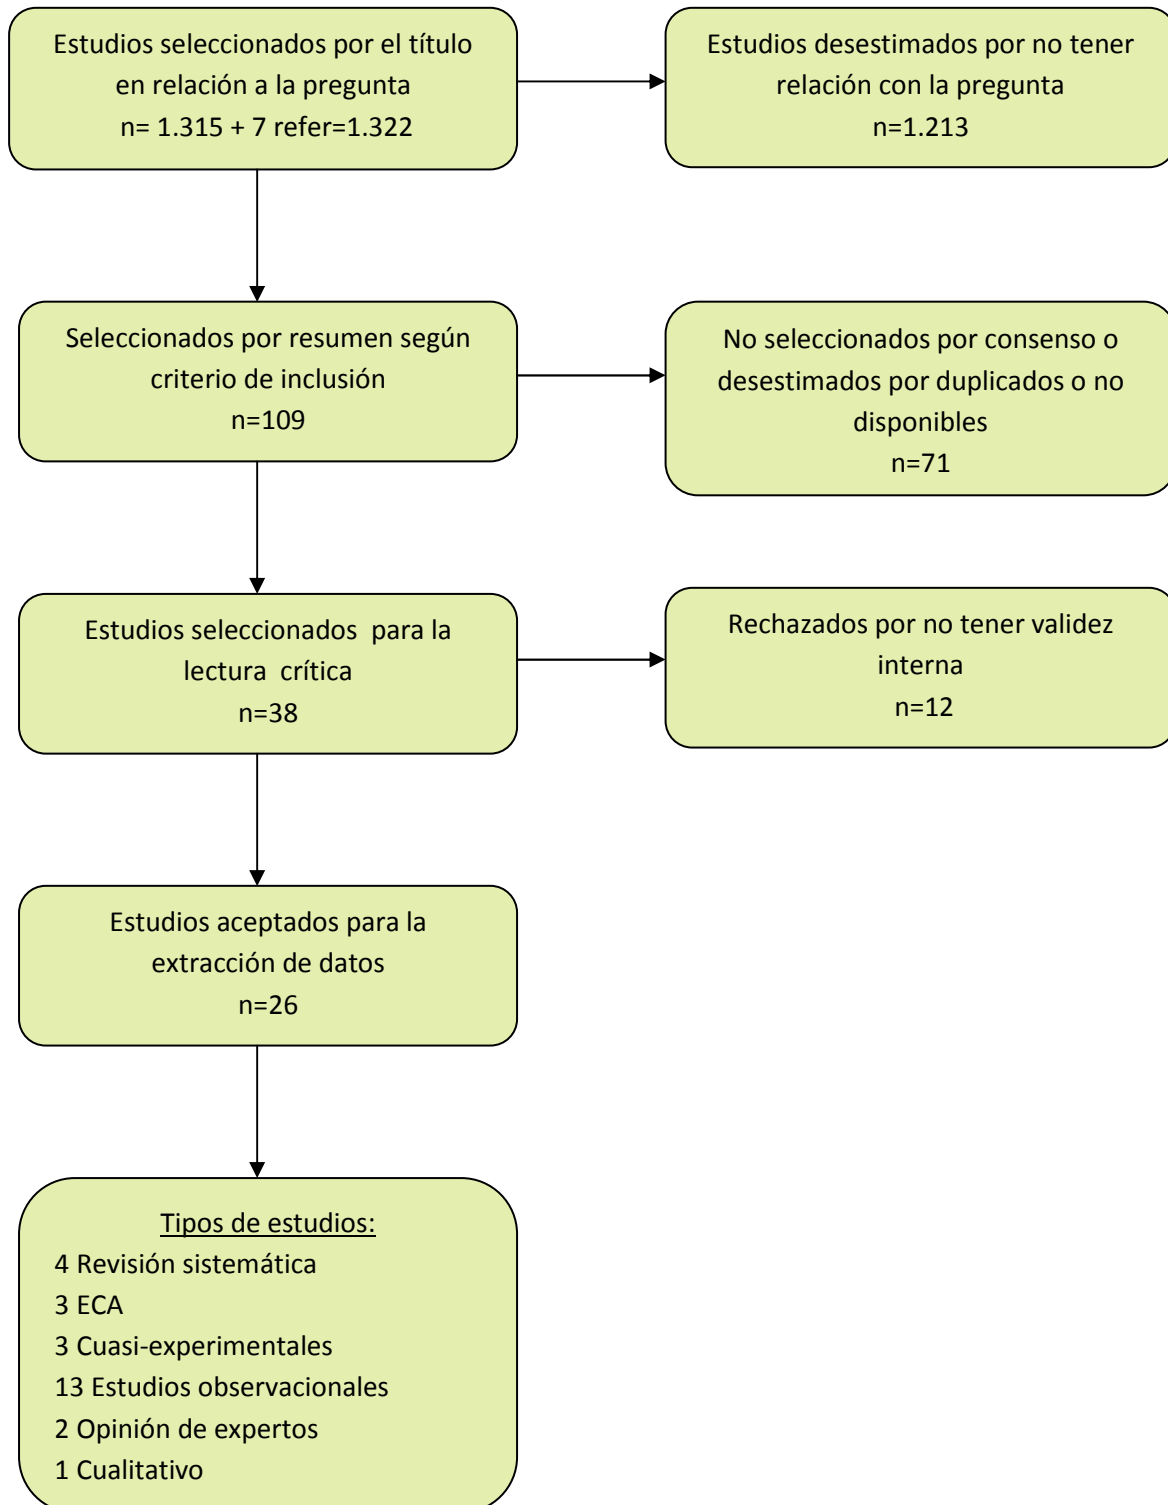 Estudios seleccionados por el título
en relación a la pregunta
n= 1.315 + 7 refer=1.322
Estudios desestimados por no tener
relación con la pregunta
n=1.213
Seleccionados por resumen según
criterio de inclusión
n=109
No seleccionados por consenso o
desestimados por duplicados o no
disponibles
n=71
Estudios seleccionados  para la
lectura  crítica
n=38
Rechazados por no tener validez
interna
n=12
Estudios aceptados para la
extracción de datos
n=26
Tipos de estudios:
4 Revisión sistemática
3 ECA
3 Cuasi-experimentales
13 Estudios observacionales
2 Opinión de expertos
1 Cualitativo